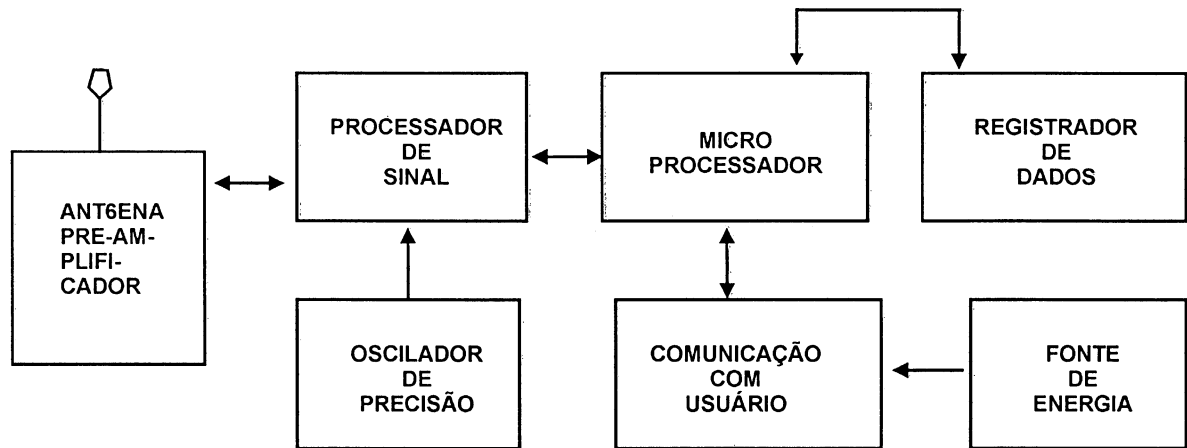 ANT6ENA
PRE-AM-
PLIFI-
CADOR
PROCESSADOR
DE
SINAL
MICRO
PROCESSADOR
REGISTRADOR
DE
DADOS
OSCILADOR
DE
PRECISÃO
COMUNICAÇÃO
COM
USUÁRIO
FONTE
DE
ENERGIA